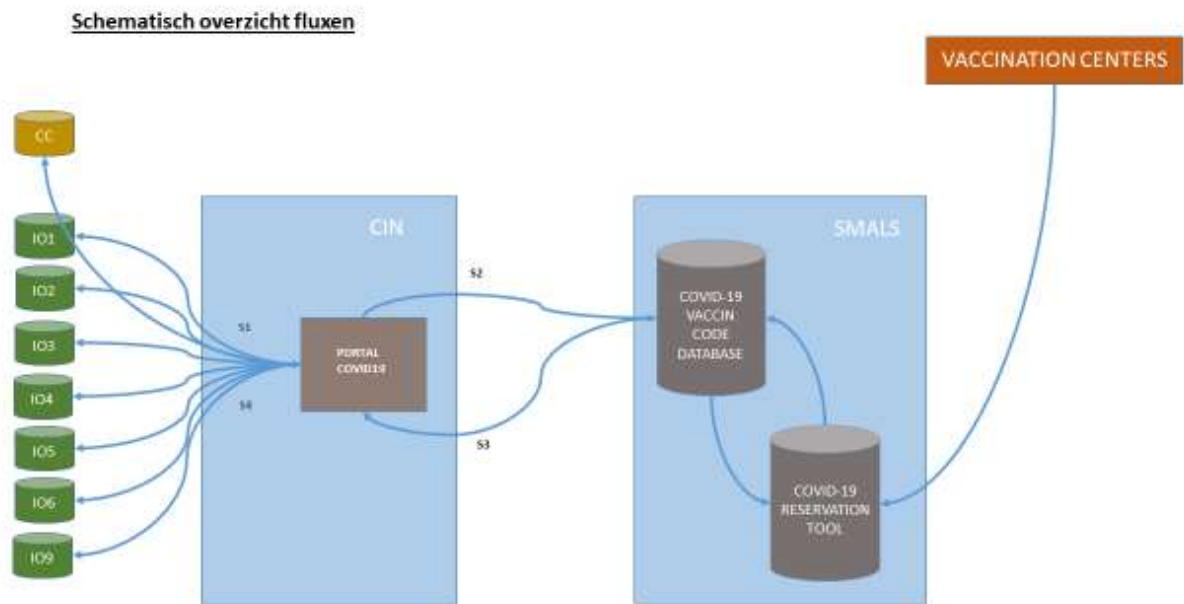 Schematisch overzicht fluxen
VACCINATION CENTERS
CC
IO1
IO2
IO3
IO4
IO5
IO6
IO9
CIN
S1
S4
PORTAL
COVID19
S2
S3
SMALS
COVID-19
VACCIN
CODE
DATABASE
COVID-19
RESERVATION
TOOL